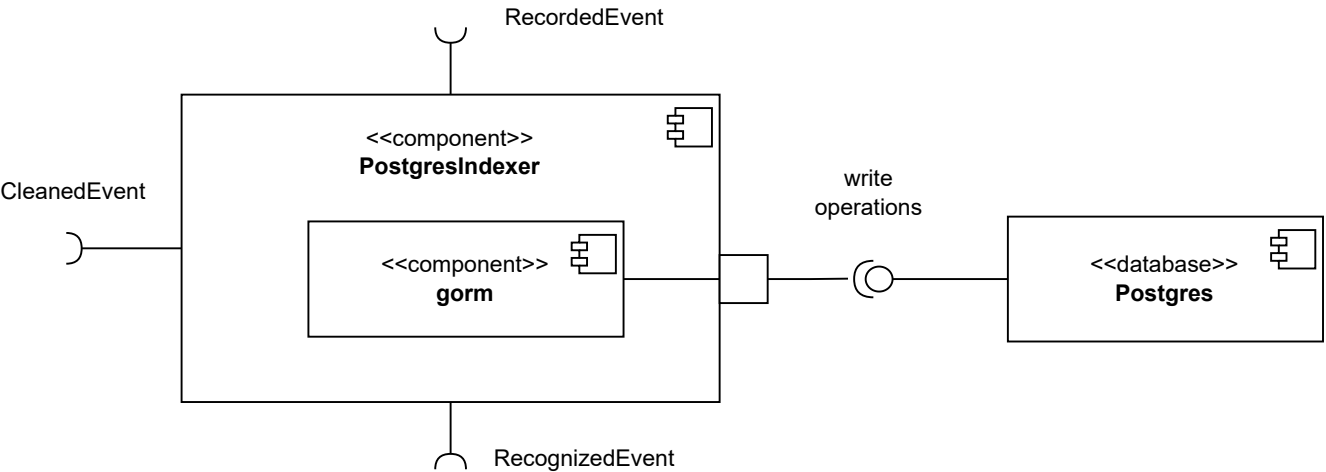 RecordedEvent
<<component>>
PostgresIndexer
CleanedEvent
write
operations
<<component>>
gorm
<<database>>
Postgres
RecognizedEvent